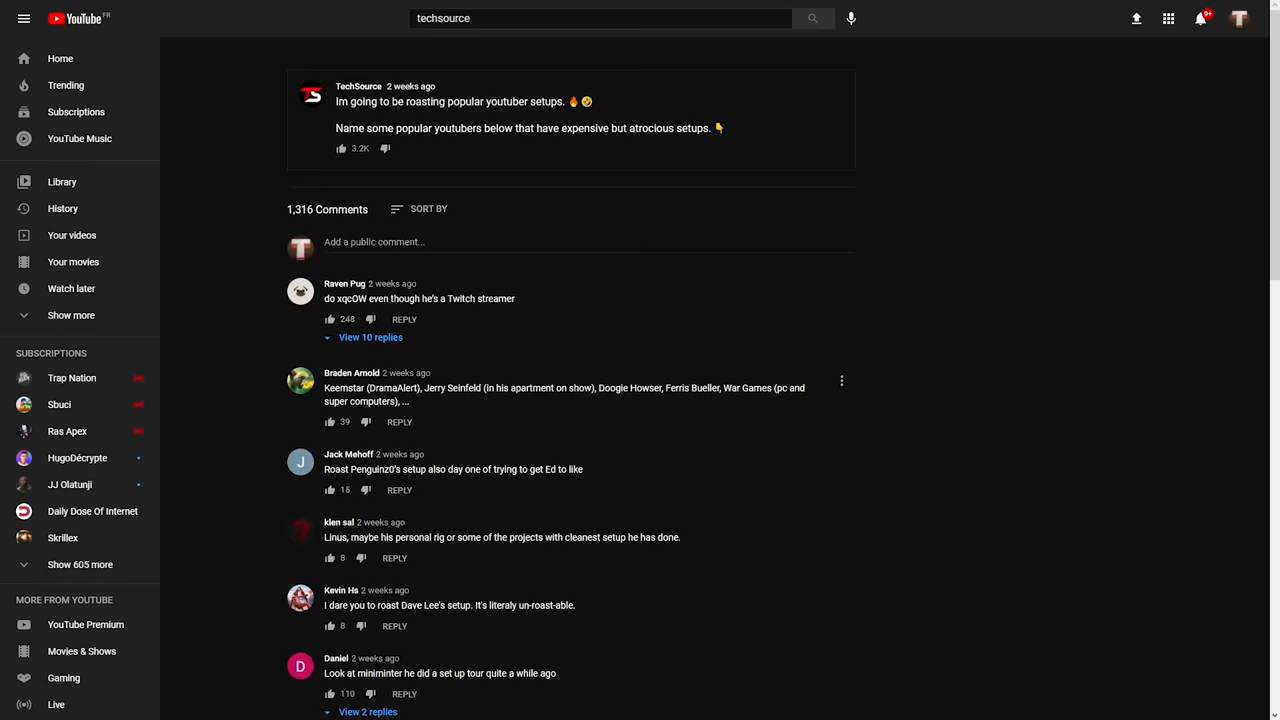 YouTube FR
techsource
9+
T
Home
Trending
Subscriptions
YouTube Music
Library
History
Your videos
Your movies
Watch later
Show more
SUBSCRIPTIONS
Trap Nation
Sbuci
Ras Apex
HugoDécrypte
JJ Olatunji
Daily Dose Of Internet
Skrillex
Show 605 more
MORE FROM YOUTUBE
YouTube Premium
Movies & Shows
Gaming
Live
TS
TechSource 2 weeks ago
Im going to be roasting popular youtuber setups. 🔥🤣
Name some popular youtubers below that have expensive but atrocious setups. 👇
3.2K
1,316 Comments SORT BY
T
Add a public comment...
Raven Pug 2 weeks ago
do xqcOW even though he's a Twitch streamer
248 REPLY
View 10 replies
Braden Arnold 2 weeks ago
Keemstar (DramaAlert), Jerry Seinfeld (in his apartment on show), Doogie Howser, Ferris Bueller, War Games (pc and
super computers), ...
39 REPLY
J
Jack Mehoff 2 weeks ago
Roast Penguinz0's setup also day one of trying to get Ed to like
15 REPLY
klen sal 2 weeks ago
Linus, maybe his personal rig or some of the projects with cleanest setup he has done.
8 REPLY
Kevin Hs 2 weeks ago
I dare you to roast Dave Lee's setup. It's literaly un-roast-able.
8 REPLY
D
Daniel 2 weeks ago
Look at miniminter he did a set up tour quite a while ago
110 REPLY
View 2 replies